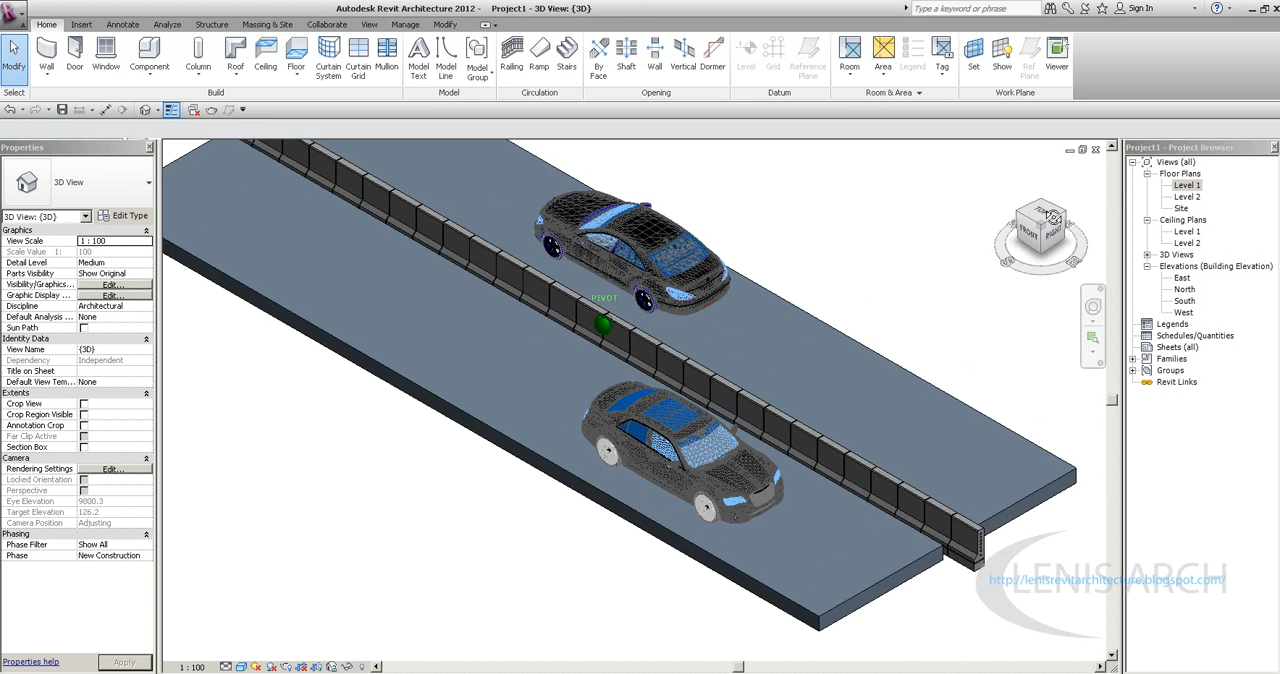 Autodesk Revit Architecture 2012 - Project1 - 3D View: {3D}
Type a keyword or phrase
Sign In
Home Insert Annotate Analyze Structure Massing & Site Collaborate View Manage Modify
Modify Wall Door Window Component Column Roof Ceiling Floor Curtain System Curtain Grid Mullion Model Text Model Line Model Group Railing Ramp Stairs By Face Shaft Wall Vertical Dormer Level Grid Reference Plane Room Area Legend Tag Set Show Ref Plane Viewer
Select Build Model Circulation Opening Datum Room & Area Work Plane
Properties
3D View
3D View: {3D} Edit Type
Graphics
View Scale 1 : 100
Scale Value 1: 100
Detail Level Medium
Parts Visibility Show Original
Visibility/Graphics... Edit...
Graphic Display ... Edit...
Discipline Architectural
Default Analysis ... None
Sun Path
Identity Data
View Name {3D}
Dependency Independent
Title on Sheet
Default View Tem... None
Extents
Crop View
Crop Region Visible
Annotation Crop
Far Clip Active
Section Box
Camera
Rendering Settings Edit...
Locked Orientation
Perspective
Eye Elevation 9800.3
Target Elevation 126.2
Camera Position Adjusting
Phasing
Phase Filter Show All
Phase New Construction
Properties help Apply
PIVOT
TOP
FRONT RIGHT
LENIS ARCH
http://lenisrevitarchitecture.blogspot.com/
1 : 100
Project1 - Project Browser
Views (all)
Floor Plans
Level 1
Level 2
Site
Ceiling Plans
Level 1
Level 2
3D Views
Elevations (Building Elevation)
East
North
South
West
Legends
Schedules/Quantities
Sheets (all)
Families
Groups
Revit Links